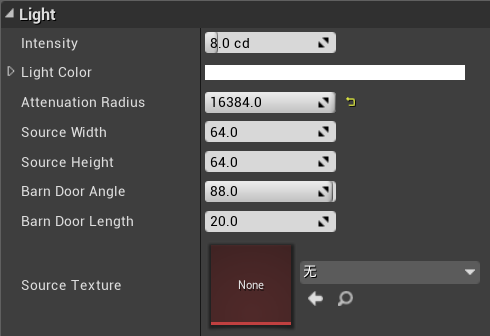 Light
Intensity 8.0 cd
Light Color
Attenuation Radius 16384.0
Source Width 64.0
Source Height 64.0
Barn Door Angle 88.0
Barn Door Length 20.0
Source Texture None 无